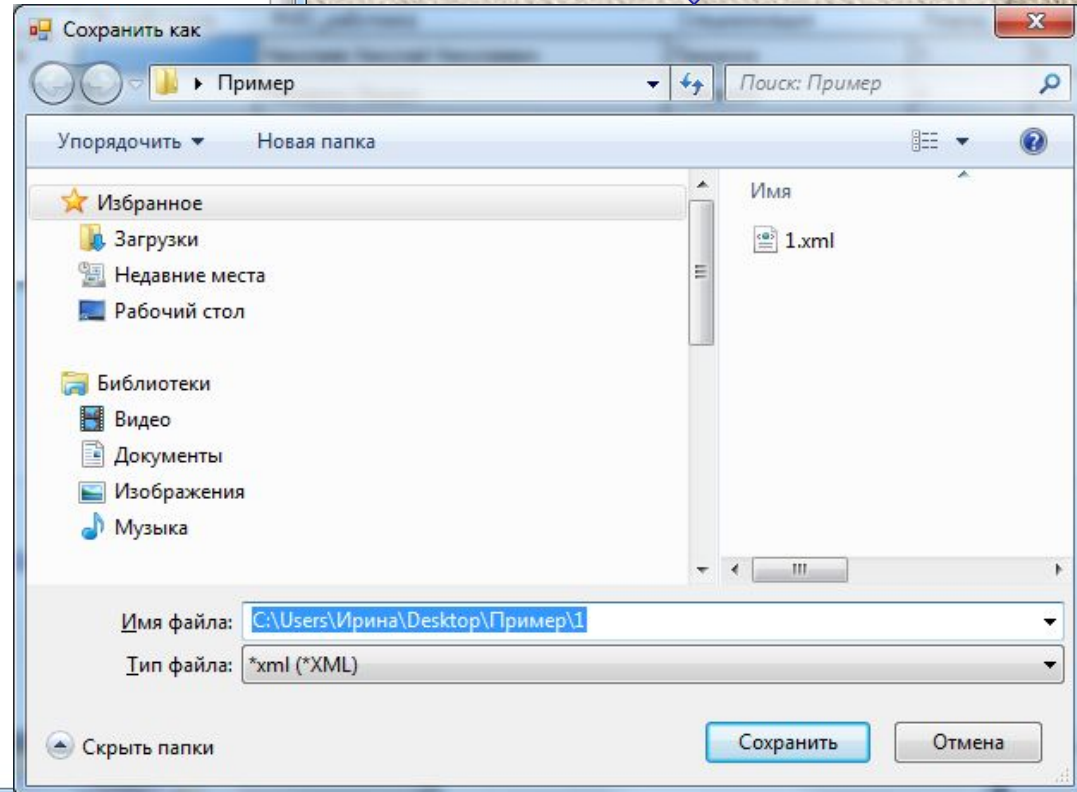 Сохранить как
Пример
Поиск: Пример
Упорядочить
Новая папка
Избранное
Загрузки
Недавние места
Рабочий стол
Библиотеки
Видео
Документы
Изображения
Музыка
Имя
1.xml
Имя файла: C:\Users\Ирина\Desktop\Пример\1
Тип файла: *xml (*XML)
Скрыть папки
Сохранить
Отмена